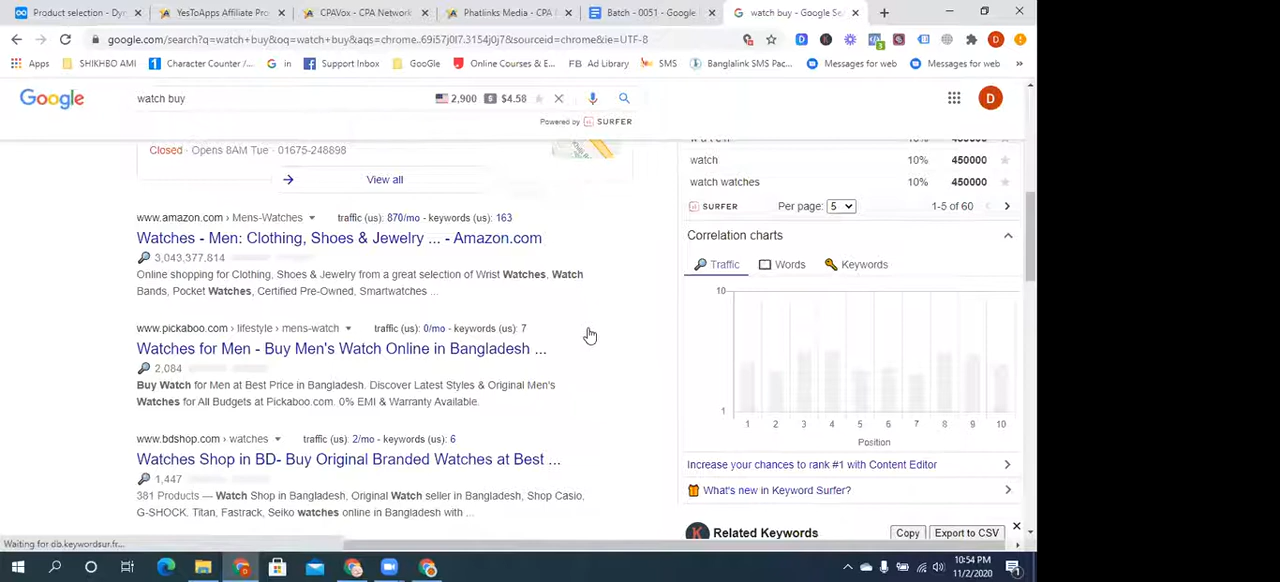 Product selection - Dy
YesToApps Affiliate Pr
CPAVox - CPA Network
Phatlinks Media - CPA
Batch - 0051 - Google
watch buy - Google Se
google.com/search?q=watch+buy&oq=watch+buy&aqs=chrome..69i57j0l7.3154j0j7&sourceid=chrome&ie=UTF-8
Apps
SHIKHBO AMI
Character Counter /...
in
Support Inbox
GooGle
Online Courses & E...
FB Ad Library
SMS
Banglalink SMS Pac...
Messages for web
Messages for web
»
Google
watch buy
2,900
$4.58
D
Powered by SURFER
Closed · Opens 8AM Tue · 01675-248898
View all
www.amazon.com › Mens-Watches
traffic (us): 870/mo - keywords (us): 163
Watches - Men: Clothing, Shoes & Jewelry ... - Amazon.com
3,043,377,814
Online shopping for Clothing, Shoes & Jewelry from a great selection of Wrist Watches, Watch
Bands, Pocket Watches, Certified Pre-Owned, Smartwatches ...
www.pickaboo.com › lifestyle › mens-watch
traffic (us): 0/mo - keywords (us): 7
Watches for Men - Buy Men's Watch Online in Bangladesh ...
2,084
Buy Watch for Men at Best Price in Bangladesh. Discover Latest Styles & Original Men's
Watches for All Budgets at Pickaboo.com. 0% EMI & Warranty Available.
www.bdshop.com › watches
traffic (us): 2/mo - keywords (us): 6
Watches Shop in BD- Buy Original Branded Watches at Best ...
1,447
381 Products — Watch Shop in Bangladesh, Original Watch seller in Bangladesh, Shop Casio,
G-SHOCK. Titan, Fastrack, Seiko watches online in Bangladesh with ...
10% 450000
watch 10% 450000
watch watches 10% 450000
SURFER
Per page: 5
1-5 of 60
Correlation charts
Traffic
Words
Keywords
10
1
1 2 3 4 5 6 7 8 9 10
Position
Increase your chances to rank #1 with Content Editor
What's new in Keyword Surfer?
Related Keywords
Copy
Export to CSV
Waiting for db.keywordsur.fr...
10:54 PM
11/2/2020